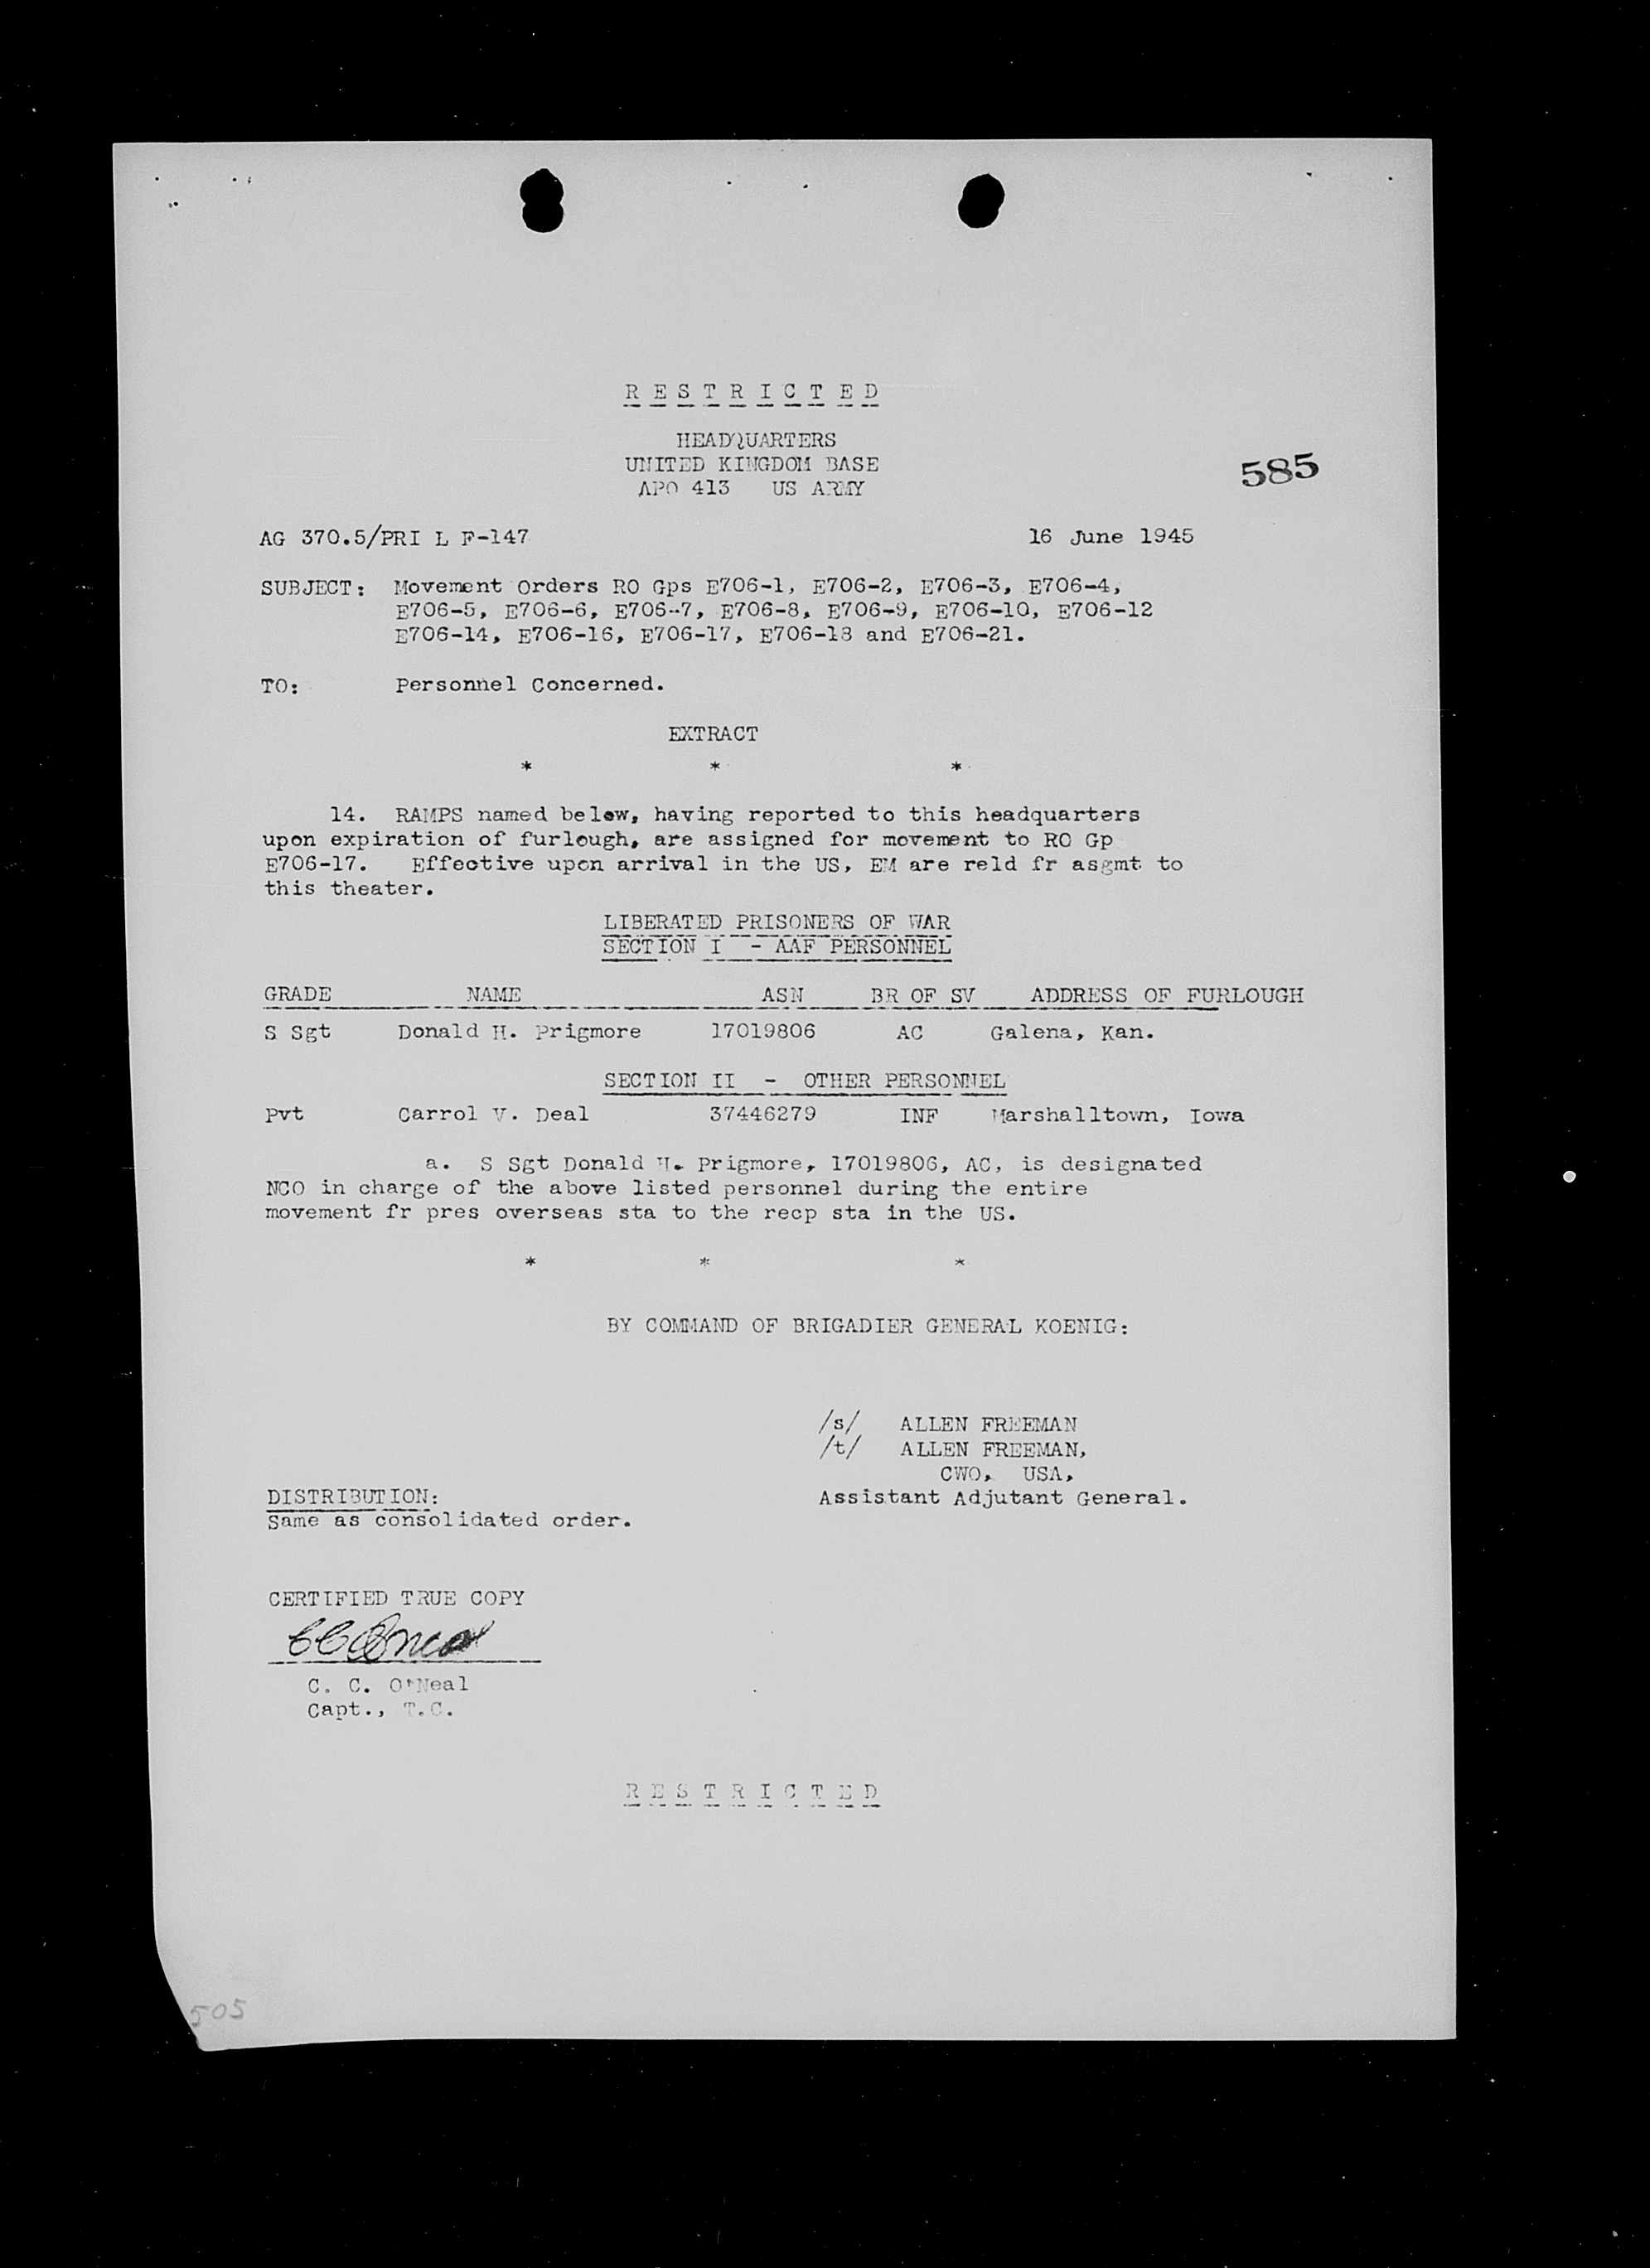 R E S T R I C T E D
HEADQUARTERS
UNITED KINGDOM BASE
APO 413 US ARMY
585
AG 370.5/PRI L F-147 16 June 1945
SUBJECT: Movement Orders RO Gps E706-1, E706-2, E706-3, E706-4,
E706-5, E706-6, E706-7, E706-8, E706-9, E706-10, E706-12
E706-14, E706-16, E706-17, E706-18 and E706-21.
TO: Personnel Concerned.
EXTRACT
* * *
14. RAMPS named below, having reported to this headquarters
upon expiration of furlough, are assigned for movement to RO Gp
E706-17. Effective upon arrival in the US, EM are reld fr asgmt to
this theater.
LIBERATED PRISONERS OF WAR
SECTION I - AAF PERSONNEL
GRADE NAME ASN BR OF SV ADDRESS OF FURLOUGH
S Sgt Donald H. Prigmore 17019806 AC Galena, Kan.
SECTION II - OTHER PERSONNEL
Pvt Carrol V. Deal 37446279 INF Marshalltown, Iowa
a. S Sgt Donald H. Prigmore, 17019806, AC, is designated
NCO in charge of the above listed personnel during the entire
movement fr pres overseas sta to the recp sta in the US.
* * *
BY COMMAND OF BRIGADIER GENERAL KOENIG:
/s/ ALLEN FREEMAN
/t/ ALLEN FREEMAN,
CWO, USA,
Assistant Adjutant General.
DISTRIBUTION:
Same as consolidated order.
CERTIFIED TRUE COPY
C C O'Neal
C. C. O'Neal
Capt., T.C.
R E S T R I C T E D
505